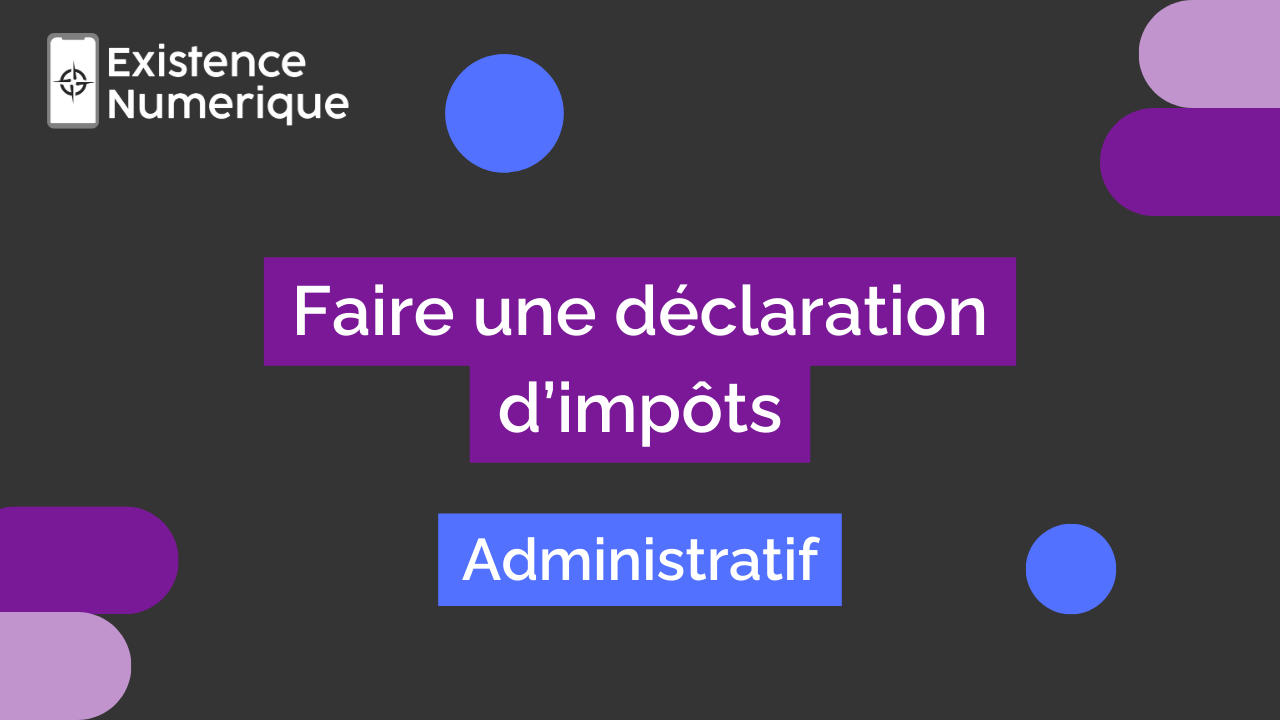 Existence
Numerique
Faire une déclaration
d’impôts
Administratif